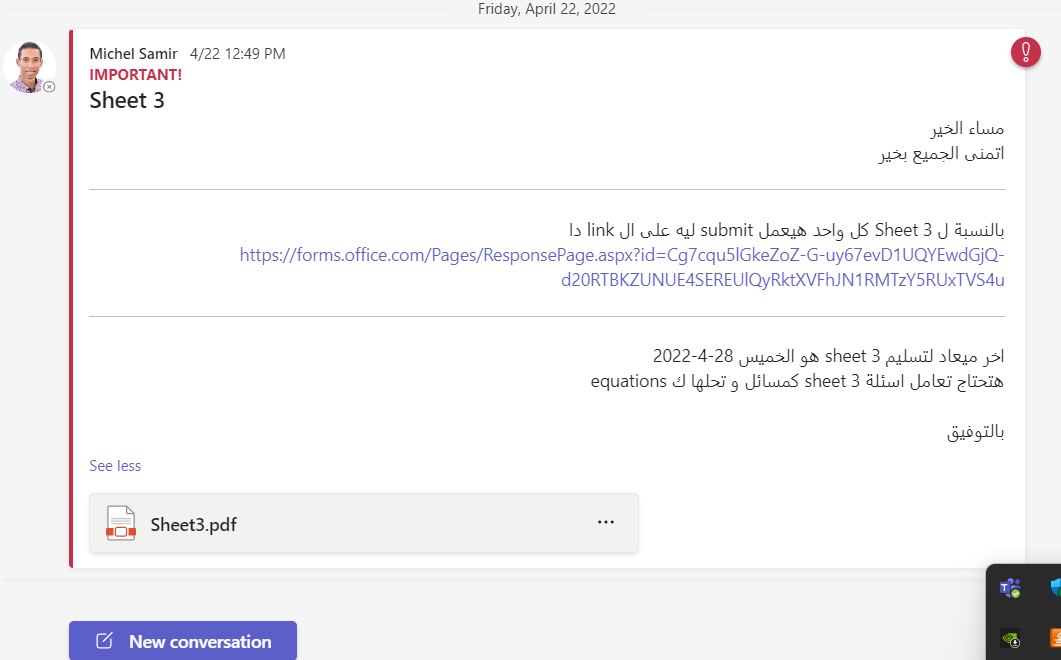 Friday, April 22, 2022
Michel Samir 4/22 12:49 PM
IMPORTANT!
Sheet 3
مساء الخير
اتمنى الجميع بخير
بالنسبة ل Sheet 3 كل واحد هيعمل submit ليه على ال link دا
https://forms.office.com/Pages/ResponsePage.aspx?id=Cg7cqu5lGkeZoZ-G-uy67evD1UQYEwdGjQ-
d20RTBKZUNUE4SEREUlQyRktXVFhJN1RMTzY5RUxTVS4u
اخر ميعاد لتسليم sheet 3 هو الخميس 28-4-2022
هتحتاج تعامل اسئلة sheet 3 كمسائل و تحلها ك equations
بالتوفيق
See less
Sheet3.pdf
New conversation